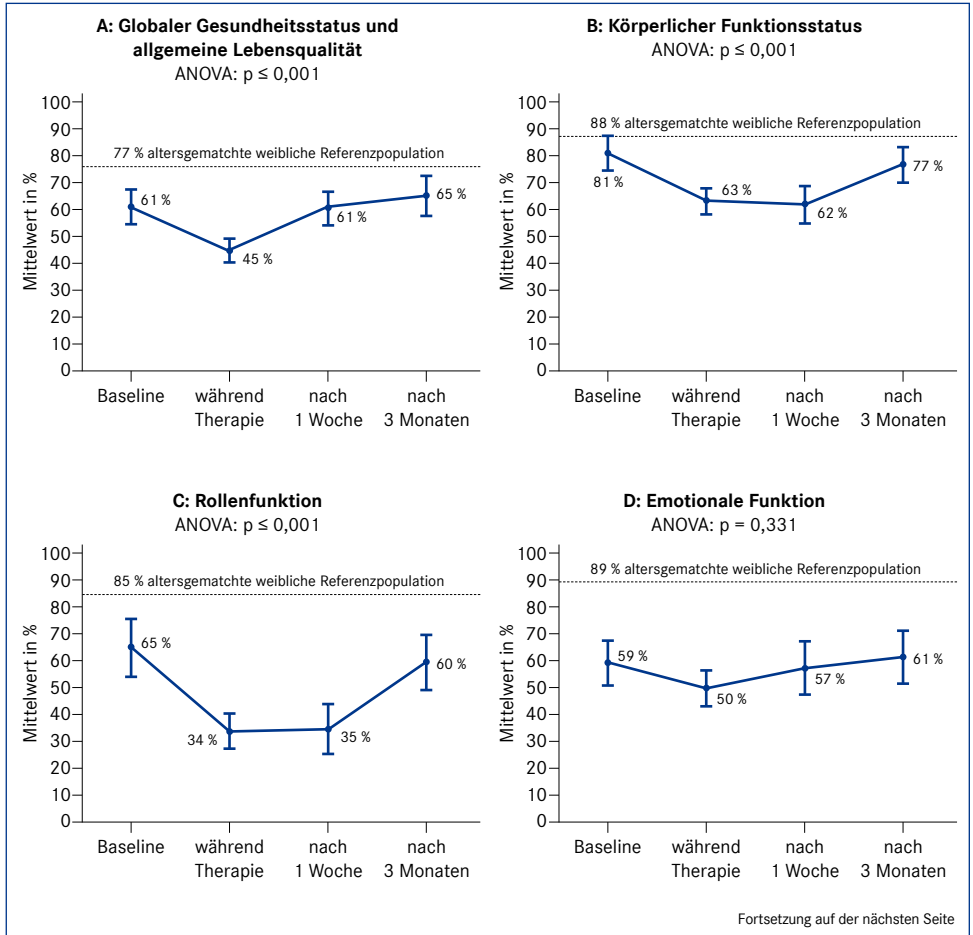 A: Globaler Gesundheitsstatus und
allgemeine Lebensqualität
ANOVA: p ≤ 0,001
Mittelwert in %
100
90
80
70
60
50
40
30
20
10
0
77 % altersgematchte weibliche Referenzpopulation
61 %
45 %
61 %
65 %
Baseline
während
Therapie
nach
1 Woche
nach
3 Monaten
B: Körperlicher Funktionsstatus
ANOVA: p ≤ 0,001
Mittelwert in %
100
90
80
70
60
50
40
30
20
10
0
88 % altersgematchte weibliche Referenzpopulation
81 %
63 %
62 %
77 %
Baseline
während
Therapie
nach
1 Woche
nach
3 Monaten
C: Rollenfunktion
ANOVA: p ≤ 0,001
Mittelwert in %
100
90
80
70
60
50
40
30
20
10
0
85 % altersgematchte weibliche Referenzpopulation
65 %
34 %
35 %
60 %
Baseline
während
Therapie
nach
1 Woche
nach
3 Monaten
D: Emotionale Funktion
ANOVA: p = 0,331
Mittelwert in %
100
90
80
70
60
50
40
30
20
10
0
89 % altersgematchte weibliche Referenzpopulation
59 %
50 %
57 %
61 %
Baseline
während
Therapie
nach
1 Woche
nach
3 Monaten
Fortsetzung auf der nächsten Seite